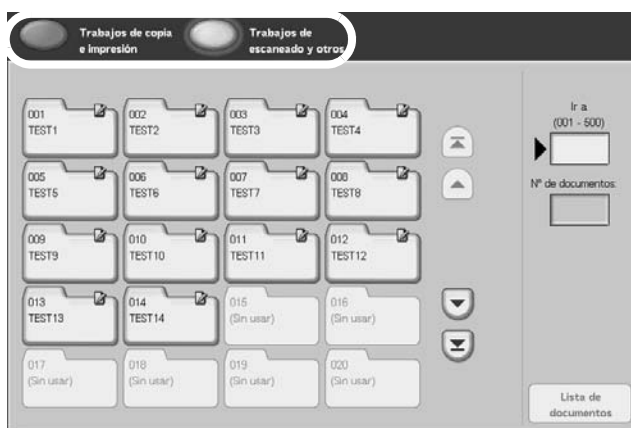 Trabajos de copia
e impresión
Trabajos de
escaneado y otros
001
TEST1
002
TEST2
003
TEST3
004
TEST4
005
TEST5
006
TEST6
007
TEST7
008
TEST8
009
TEST9
010
TEST10
011
TEST11
012
TEST12
013
TEST13
014
TEST14
015
(Sin usar)
016
(Sin usar)
017
(Sin usar)
018
(Sin usar)
019
(Sin usar)
020
(Sin usar)
Ir a
(001 - 500)
Nº de documentos:
Lista de
documentos